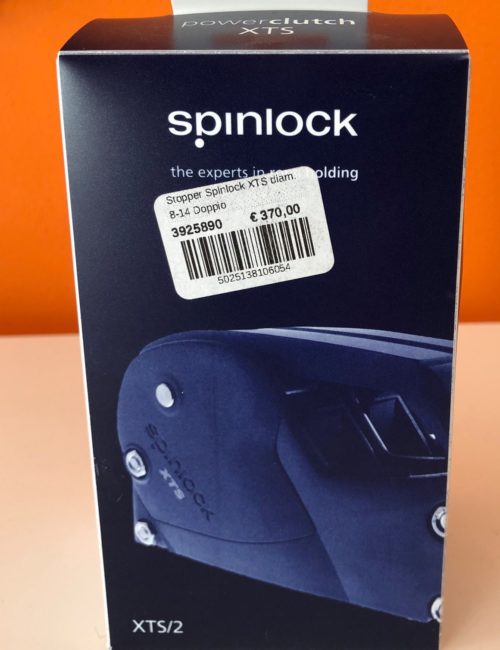 powerclutch
XTS
spinlock
the experts in rope holding
Stopper Spinlock XTS diam.
8-14 Doppio
3925890 € 370,00
5025138106054
spinlock
XTS
XTS/2